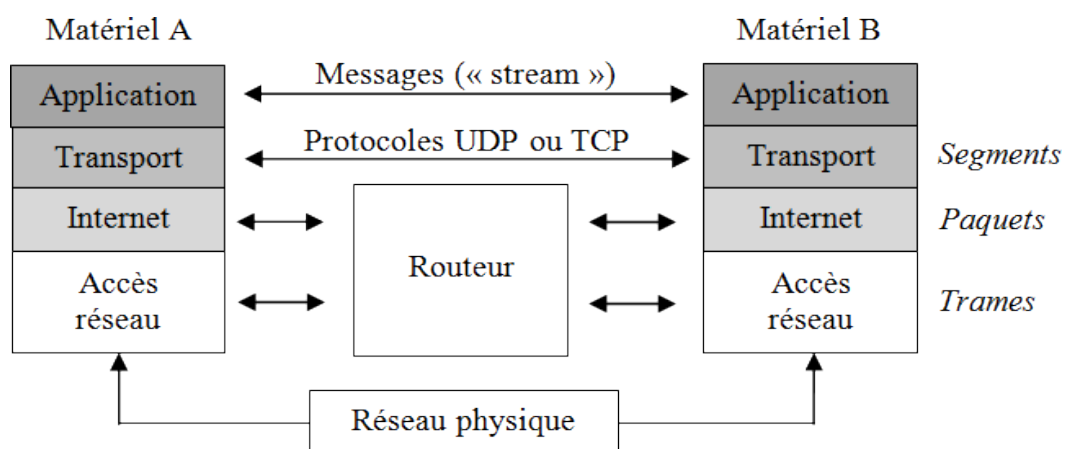 Matériel A
Matériel B
Messages (« stream »)
Application
Application
Protocoles UDP ou TCP
Transport
Transport
Segments
Internet
Internet
Paquets
Routeur
Accès
réseau
Accès
réseau
Trames
Réseau physique